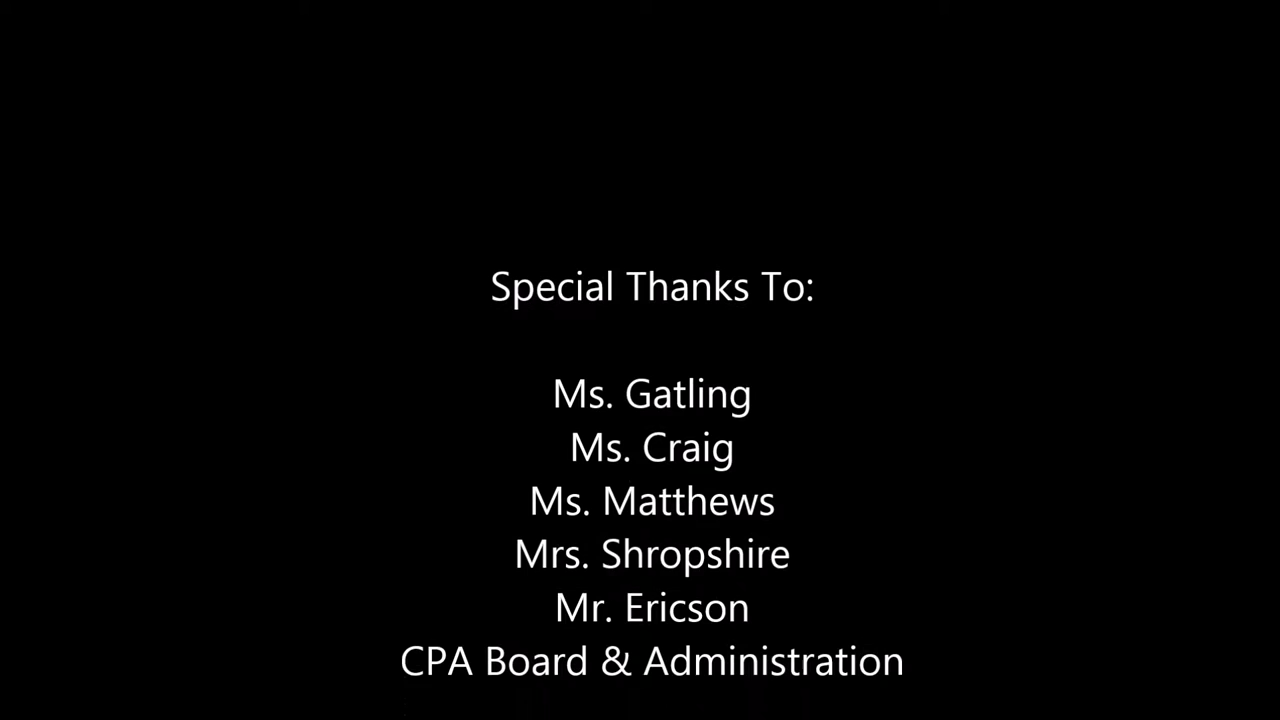 Special Thanks To:
Ms. Gatling
Ms. Craig
Ms. Matthews
Mrs. Shropshire
Mr. Ericson
CPA Board & Administration